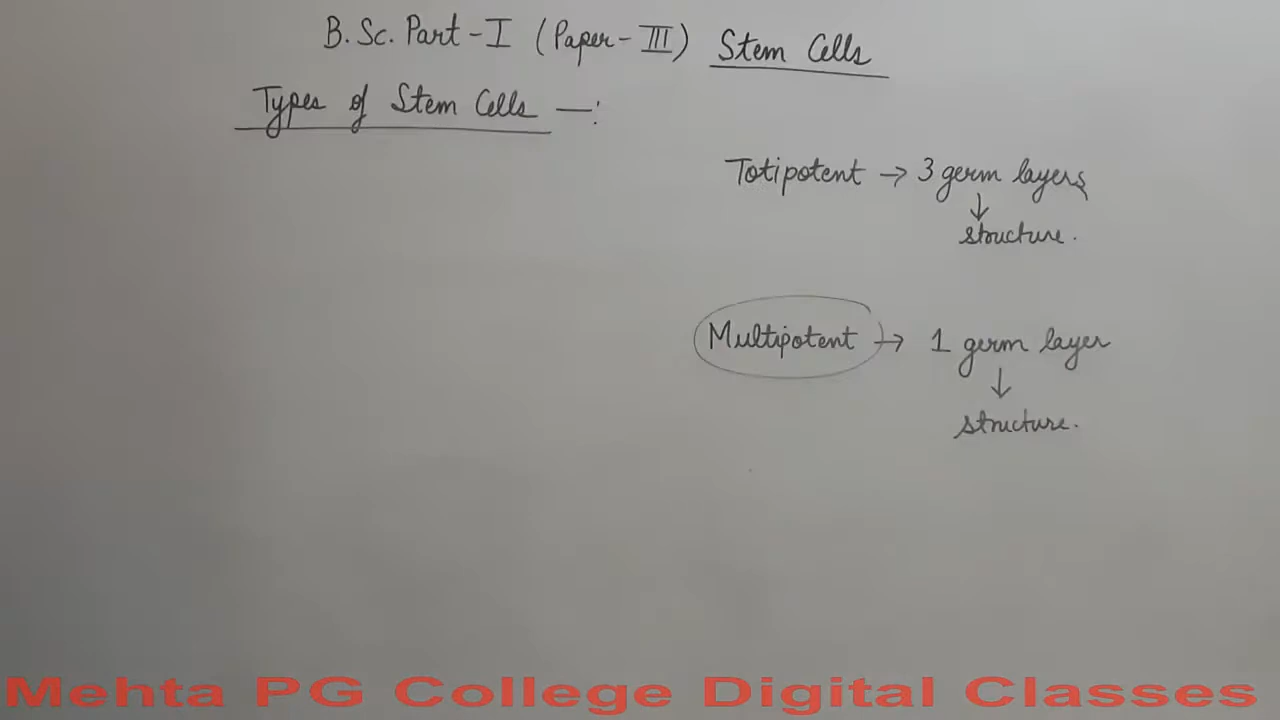 B.Sc. Part-I (Paper-III) Stem Cells
Types of Stem Cells —:
Totipotent → 3 germ layers
↓
structure.
Multipotent → 1 germ layer
↓
structure.
Mehta PG College Digital Classes